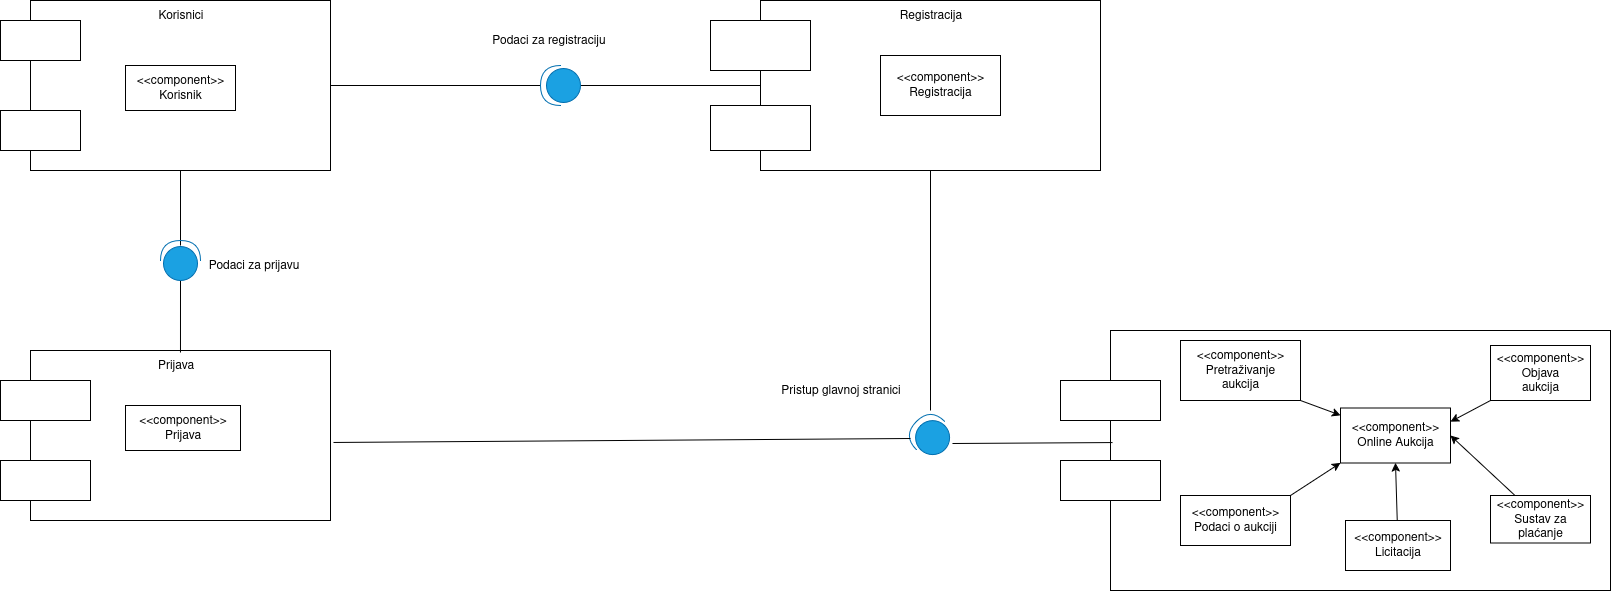 Korisnici
<<component>>
Korisnik
Podaci za registraciju
Registracija
<<component>>
Registracija
Podaci za prijavu
Prijava
<<component>>
Prijava
Pristup glavnoj stranici
<<component>>
Pretraživanje
aukcija
<<component>>
Objava
aukcija
<<component>>
Online Aukcija
<<component>>
Podaci o aukciji
<<component>>
Licitacija
<<component>>
Sustav za
plaćanje